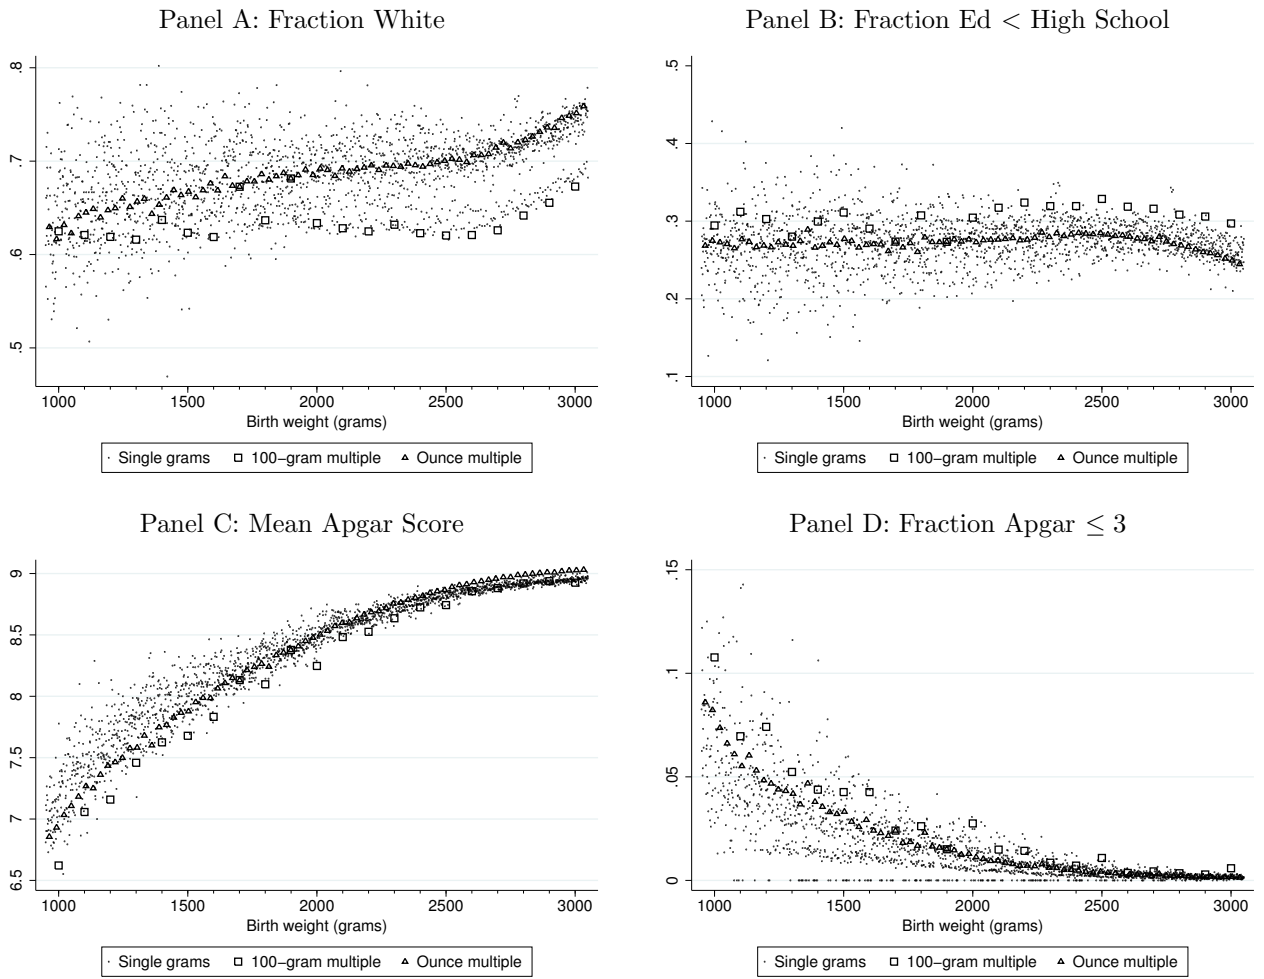 Panel A: Fraction White
.8
.7
.6
.5
1000 1500 2000 2500 3000
Birth weight (grams)
Single grams 100−gram multiple Ounce multiple
Panel B: Fraction Ed < High School
.5
.4
.3
.2
.1
1000 1500 2000 2500 3000
Birth weight (grams)
Single grams 100−gram multiple Ounce multiple
Panel C: Mean Apgar Score
9
8.5
8
7.5
7
6.5
1000 1500 2000 2500 3000
Birth weight (grams)
Single grams 100−gram multiple Ounce multiple
Panel D: Fraction Apgar ≤ 3
.15
.1
.05
0
1000 1500 2000 2500 3000
Birth weight (grams)
Single grams 100−gram multiple Ounce multiple